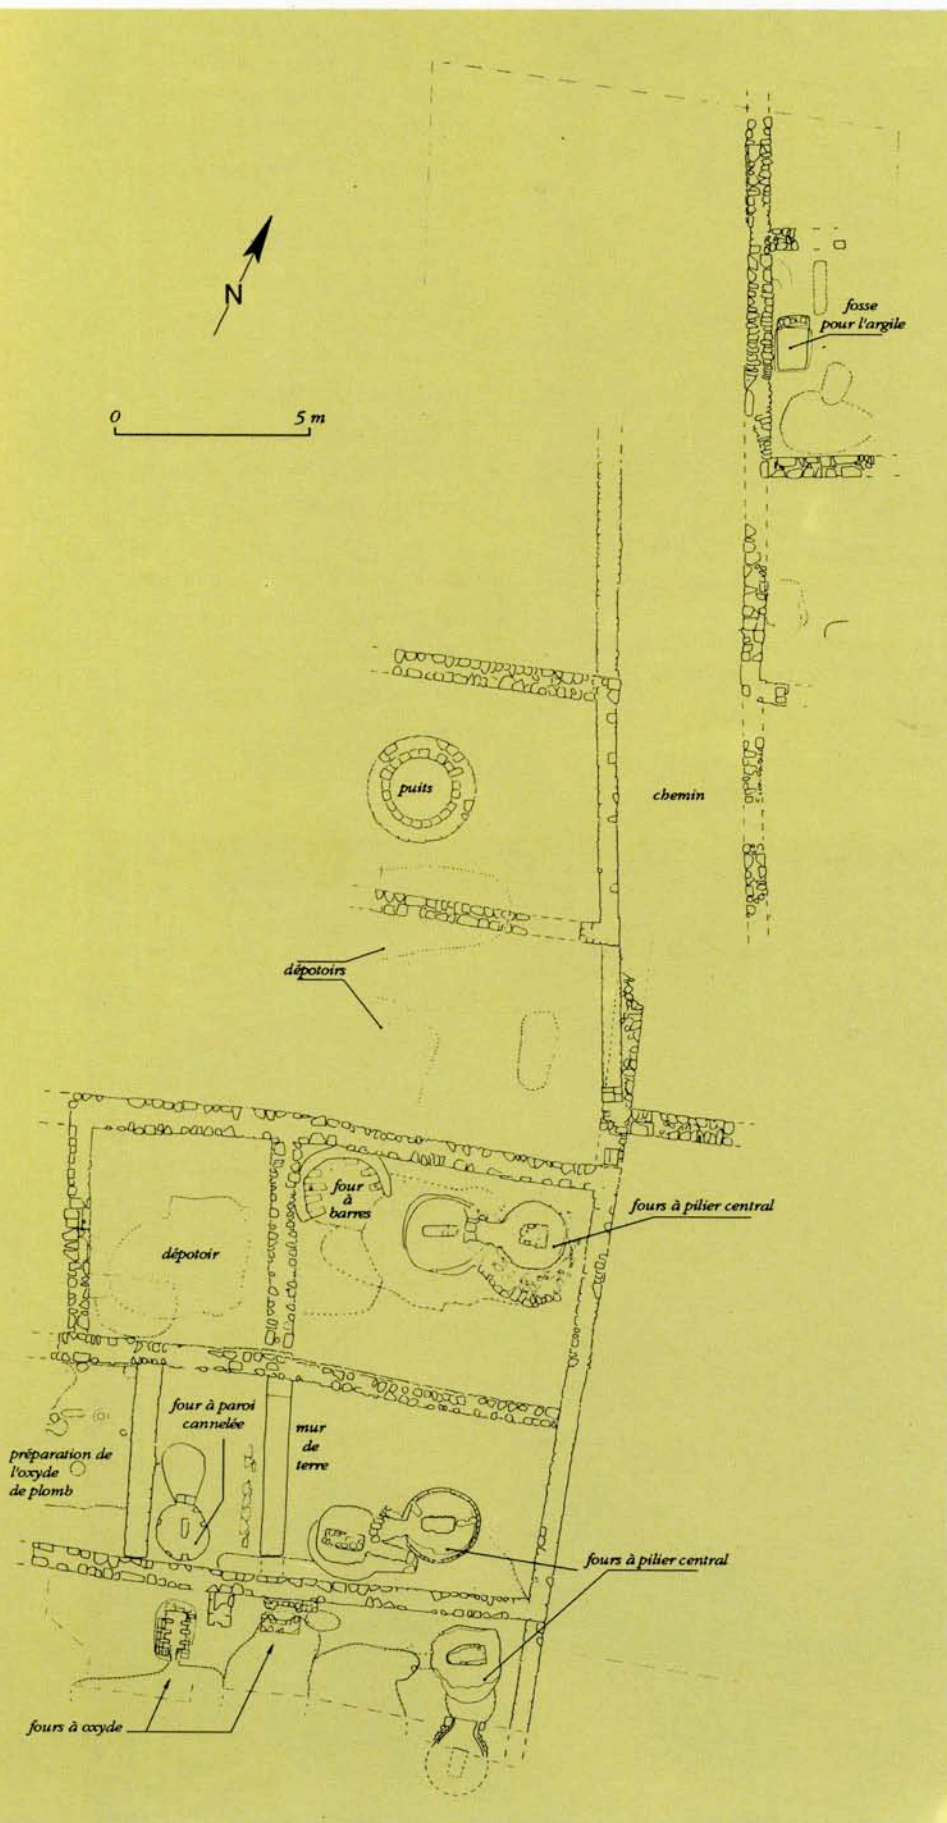 N
0 5 m
fosse
pour l'argile
puits
chemin
dépotoirs
four
à
barres
fours à pilier central
dépotoir
four à paroi
cannelée
mur
de
terre
préparation de
l'oxyde
de plomb
fours à pilier central
fours à oxyde